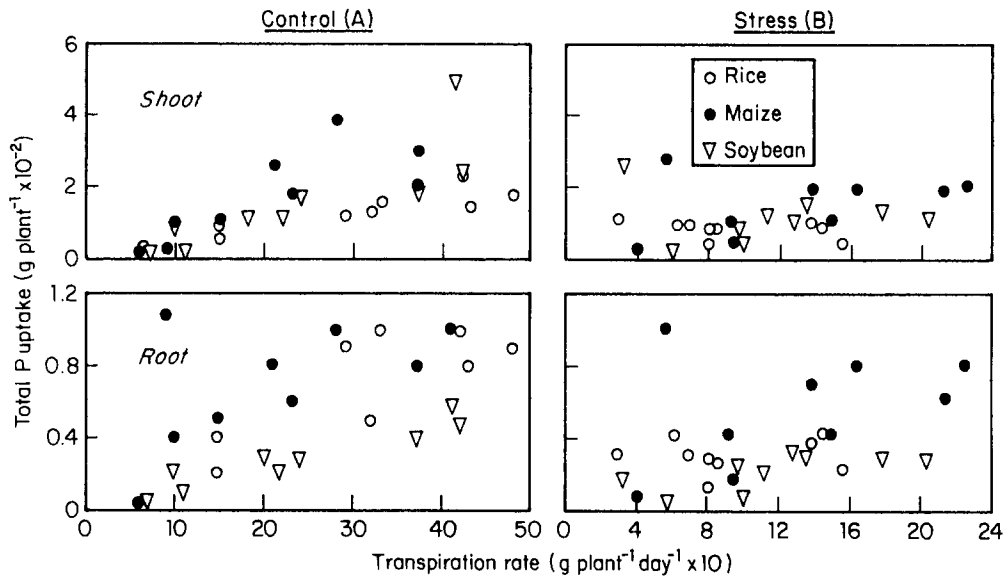 Control (A)
Stress (B)
6
4
2
0
Shoot
Rice
Maize
Soybean
Total P uptake (g plant⁻¹ x10⁻²)
1.2
0.8
0.4
0
Root
0 10 20 30 40 50
0 4 8 12 16 20 24
Transpiration rate (g plant⁻¹ day⁻¹ x10)